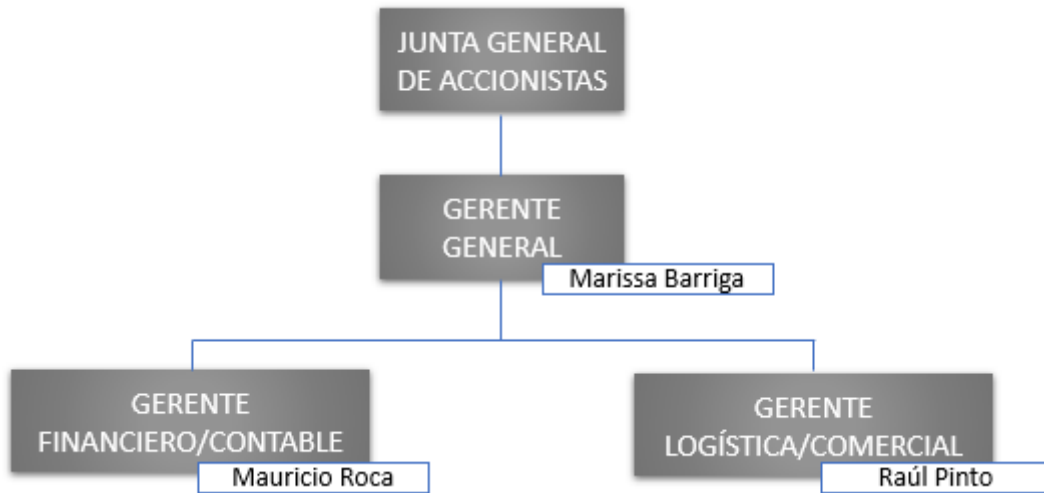 JUNTA GENERAL
DE ACCIONISTAS
GERENTE
GENERAL
Marissa Barriga
GERENTE
FINANCIERO/CONTABLE
Mauricio Roca
GERENTE
LOGÍSTICA/COMERCIAL
Raúl Pinto